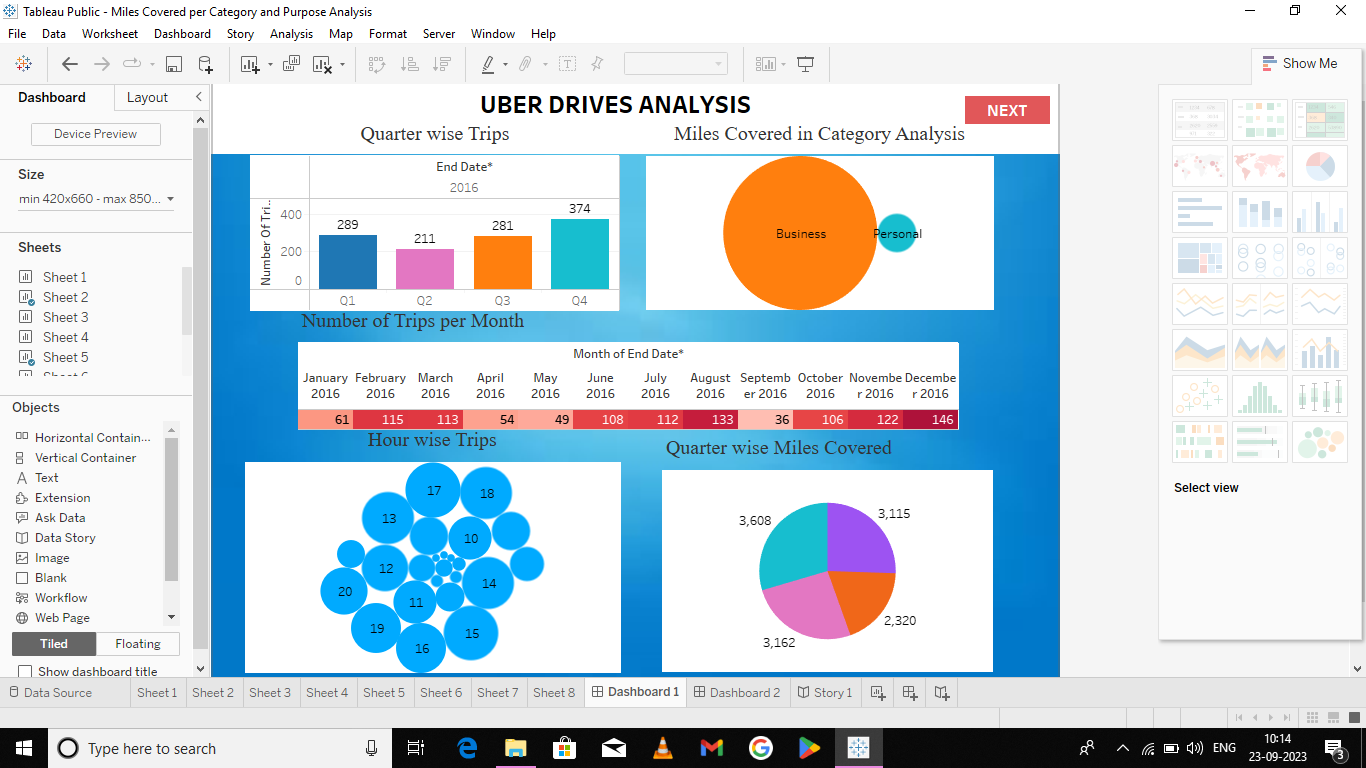 Tableau Public - Miles Covered per Category and Purpose Analysis
File Data Worksheet Dashboard Story Analysis Map Format Server Window Help
Show Me
Dashboard Layout
Device Preview
Size
min 420x660 - max 850...
Sheets
Sheet 1
Sheet 2
Sheet 3
Sheet 4
Sheet 5
Objects
Horizontal Contain...
Vertical Container
Text
Extension
Ask Data
Data Story
Image
Blank
Workflow
Web Page
Tiled Floating
Show dashboard title
UBER DRIVES ANALYSIS
NEXT
Quarter wise Trips
End Date*
2016
Number Of Tri..
400
200
0
289
211
281
374
Q1 Q2 Q3 Q4
Miles Covered in Category Analysis
Business
Personal
Number of Trips per Month
Month of End Date*
January February March April May June July August Septemb October Novembe Decembe
2016 2016 2016 2016 2016 2016 2016 2016 er 2016 2016 r 2016 r 2016
61 115 113 54 49 108 112 133 36 106 122 146
Hour wise Trips
17
18
13
10
12
14
20
11
19
15
16
Quarter wise Miles Covered
3,608
3,115
2,320
3,162
Select view
Data Source Sheet 1 Sheet 2 Sheet 3 Sheet 4 Sheet 5 Sheet 6 Sheet 7 Sheet 8 Dashboard 1 Dashboard 2 Story 1
Type here to search
ENG
10:14
23-09-2023
3